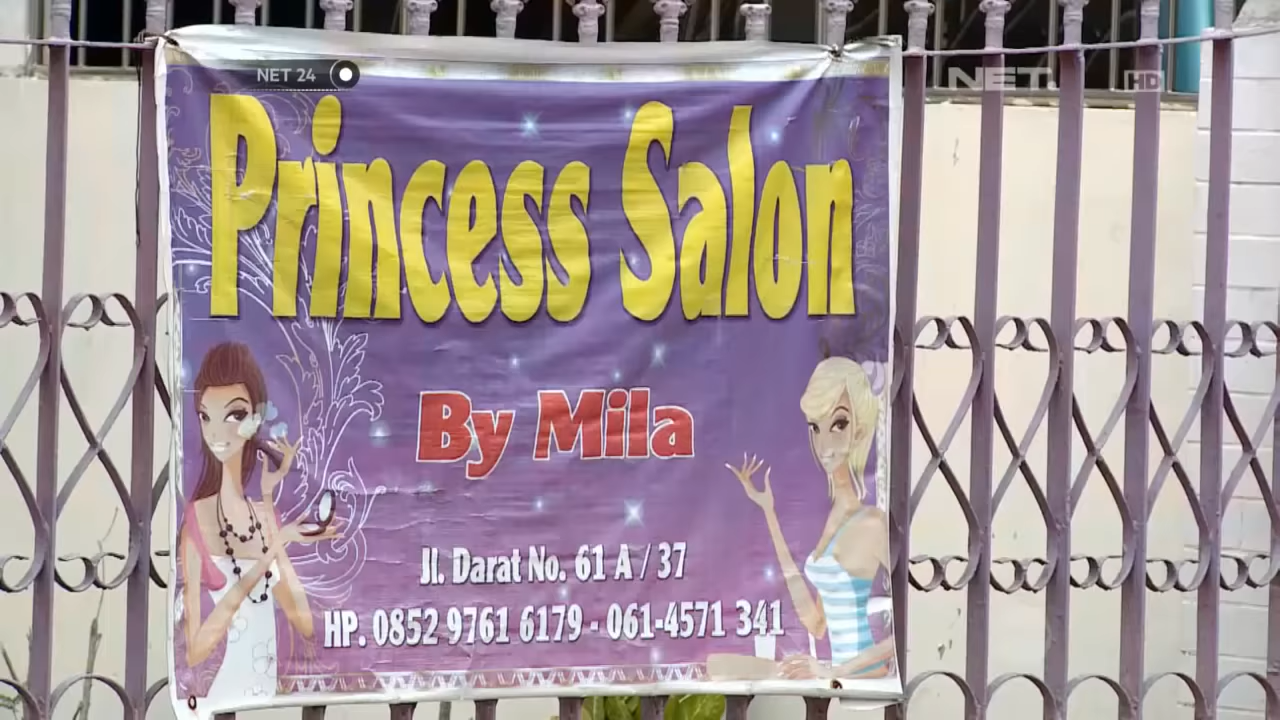 NET 24
NET. HD
Princess Salon
By Mila
Jl. Darat No. 61 A / 37
HP. 0852 9761 6179 - 061-4571 341